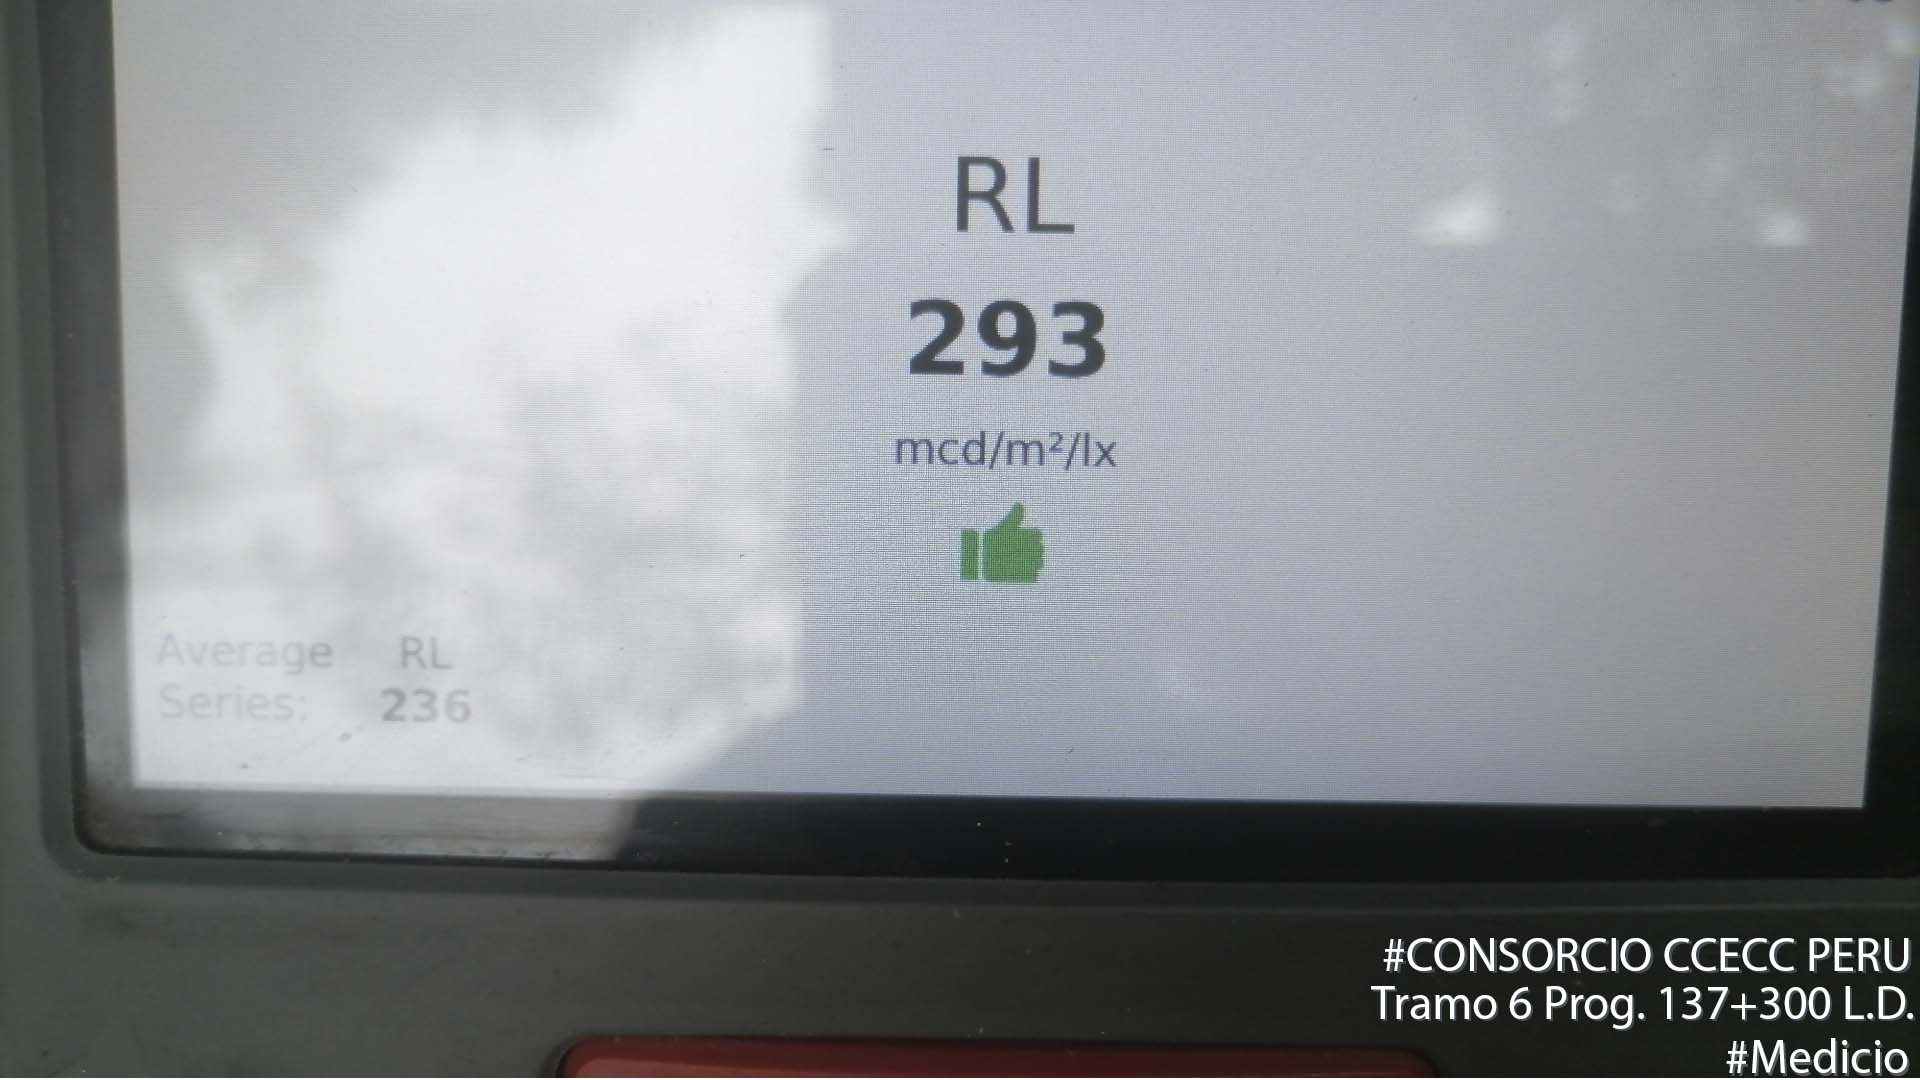 RL
293
mcd/m²/lx
Average RL
Series: 236
#CONSORCIO CCECC PERU
Tramo 6 Prog. 137+300 L.D.
#Medicio